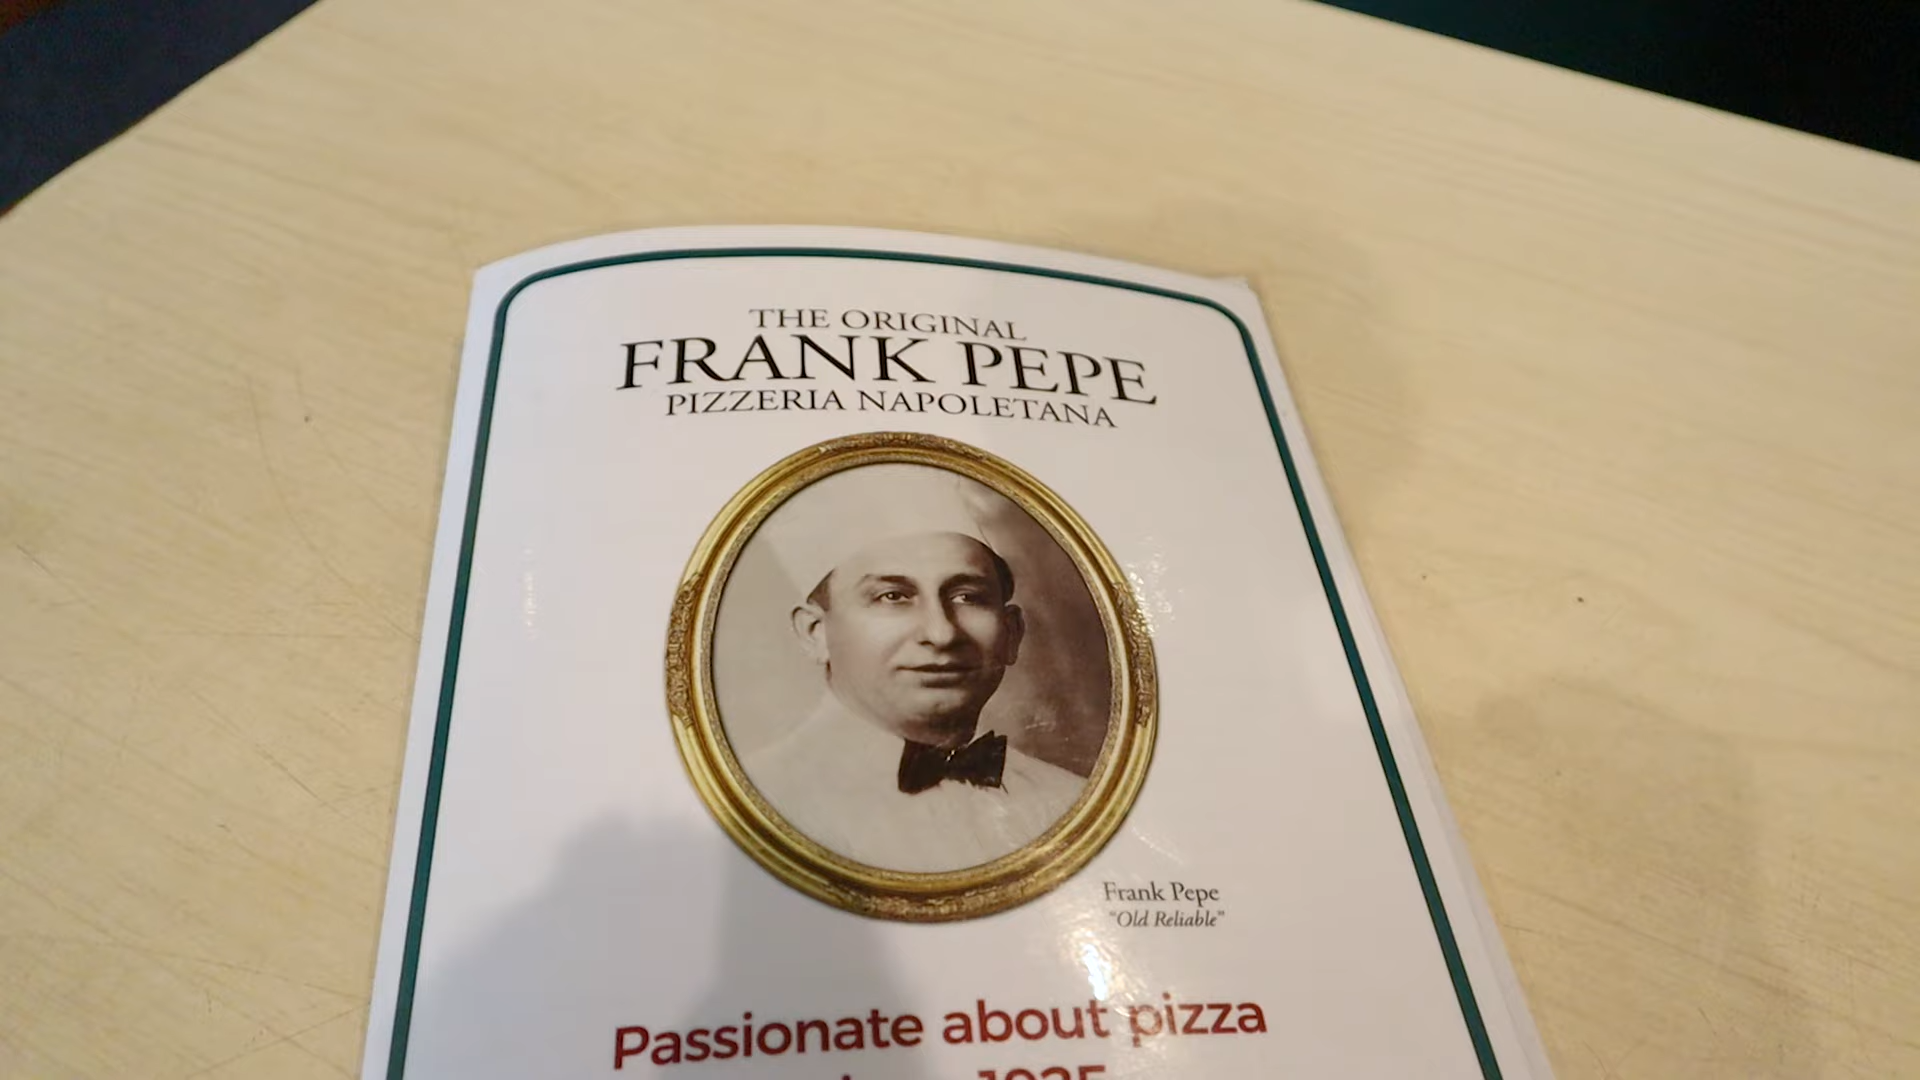 THE ORIGINAL
FRANK PEPE
PIZZERIA NAPOLETANA
Frank Pepe
"Old Reliable"
Passionate about pizza